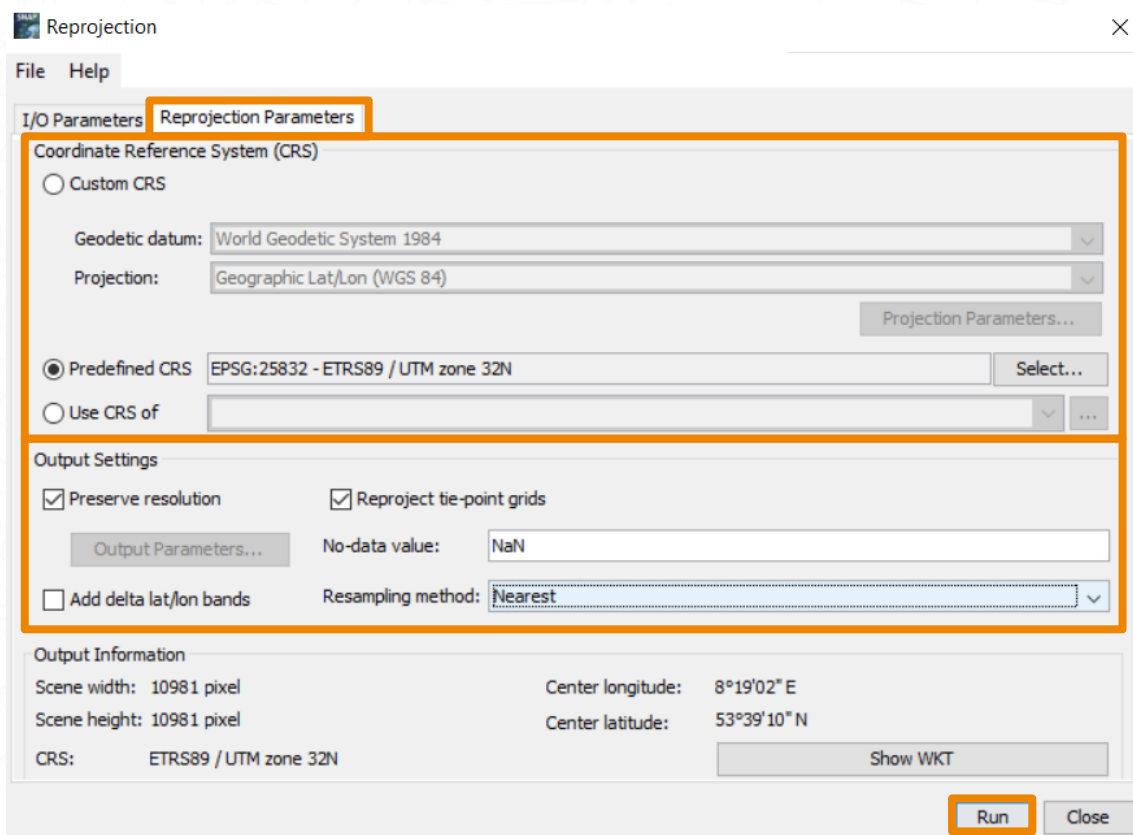 SNAP Reprojection
File Help
I/O Parameters Reprojection Parameters
Coordinate Reference System (CRS)
Custom CRS
Geodetic datum: World Geodetic System 1984
Projection: Geographic Lat/Lon (WGS 84)
Projection Parameters...
Predefined CRS EPSG:25832 - ETRS89 / UTM zone 32N Select...
Use CRS of ...
Output Settings
Preserve resolution Reproject tie-point grids
Output Parameters... No-data value: NaN
Add delta lat/lon bands Resampling method: Nearest
Output Information
Scene width: 10981 pixel Center longitude: 8°19'02" E
Scene height: 10981 pixel Center latitude: 53°39'10" N
CRS: ETRS89 / UTM zone 32N Show WKT
Run Close